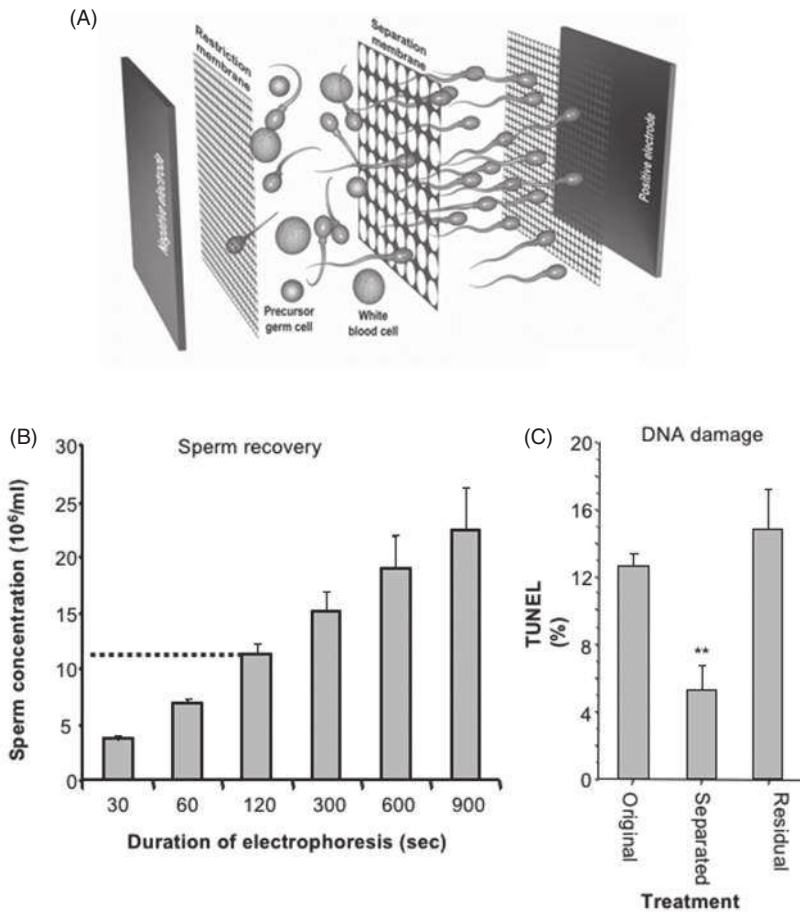 (A)
Restriction
membrane
Separation
membrane
Negative electrode
Positive electrode
Precursor
germ cell
White
blood cell
(B)
Sperm recovery
Sperm concentration (10⁶/ml)
30
25
20
15
10
5
0
30 60 120 300 600 900
Duration of electrophoresis (sec)
(C)
DNA damage
TUNEL
(%)
20
16
12
8
4
0
**
Original
Separated
Residual
Treatment